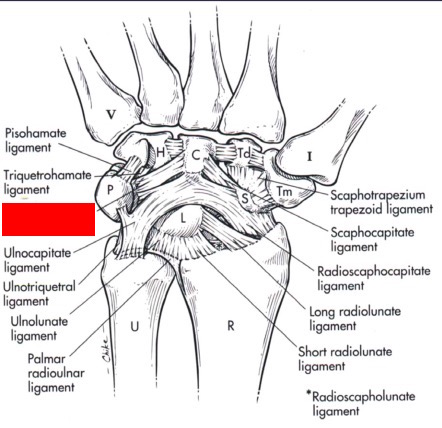 V
I
H
C
Td
P
S
Tm
L
U
R
Pisohamate
ligament
Triquetrohamate
ligament
Ulnocapitate
ligament
Ulnotriquetral
ligament
Ulnolunate
ligament
Palmar
radioulnar
ligament
Scaphotrapezium
trapezoid ligament
Scaphocapitate
ligament
Radioscaphocapitate
ligament
Long radiolunate
ligament
Short radiolunate
ligament
*
*Radioscapholunate
ligament